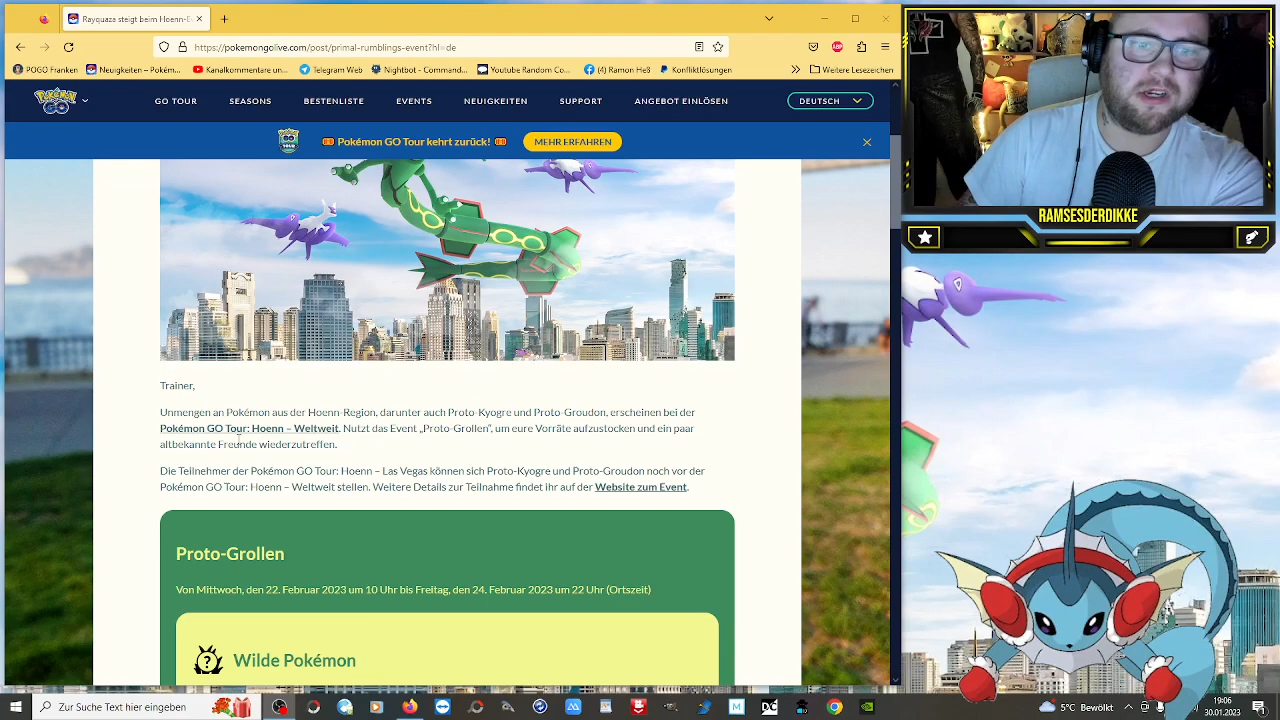 Rayquaza steigt beim Hoenn-Ev
https://pokemongolive.com/post/primal-rumblings-event?hl=de
POGO Franken
Neuigkeiten – Pokém…
Youtube raumausstatt…
Telegram Web
Nightbot - Command…
Youtube Kanal - Yout…
(4) Ramon Heß
Konfliktlösungen
Weitere Lesezeichen
Pokémon GO
GO TOUR
SEASONS
BESTENLISTE
EVENTS
NEUIGKEITEN
SUPPORT
ANGEBOT EINLÖSEN
DEUTSCH
Pokémon GO Tour kehrt zurück!
MEHR ERFAHREN
RAMSESDERDIKKE
Trainer,
Unmengen an Pokémon aus der Hoenn-Region, darunter auch Proto-Kyogre und Proto-Groudon, erscheinen bei der
Pokémon GO Tour: Hoenn – Weltweit. Nutzt das Event „Proto-Grollen“, um eure Vorräte aufzustocken und ein paar
altbekannte Freunde wiederzutreffen.
Die Teilnehmer der Pokémon GO Tour: Hoenn – Las Vegas können sich Proto-Kyogre und Proto-Groudon noch vor der
Pokémon GO Tour: Hoenn – Weltweit stellen. Weitere Details zur Teilnahme findet ihr auf der Website zum Event.
Proto-Grollen
Von Mittwoch, den 22. Februar 2023 um 10 Uhr bis Freitag, den 24. Februar 2023 um 22 Uhr (Ortszeit)
Wilde Pokémon
Zur Suche Text hier eingeben
5°C Bewölkt
19:06
30.01.2023